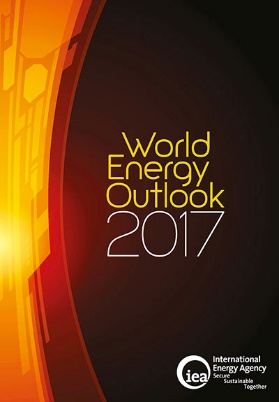 World
Energy
Outlook
2017
iea
International
Energy Agency
Secure
Sustainable
Together